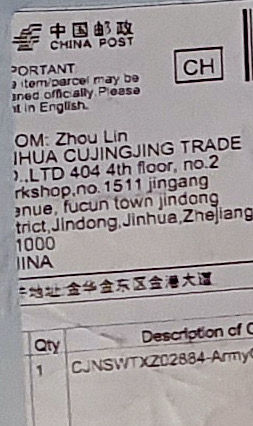 中国邮政
CHINA POST
PORTANT:
item/parcel may be
ened officially.Please
t in English.
CH
OM: Zhou Lin
HUA CUJINGJING TRADE
.,LTD 404 4th floor, no.2
rkshop,no.1511 jingang
enue, fucun town jindong
trict,Jindong,Jinhua,Zhejiang
1000
INA
地址:金华金东区金港大道
Qty
Description of C
1
CJNSWTXZ02884-Army